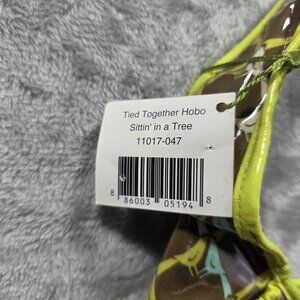 Tied Together Hobo
Sittin' in a Tree
11017-047
8 86003 05194 8